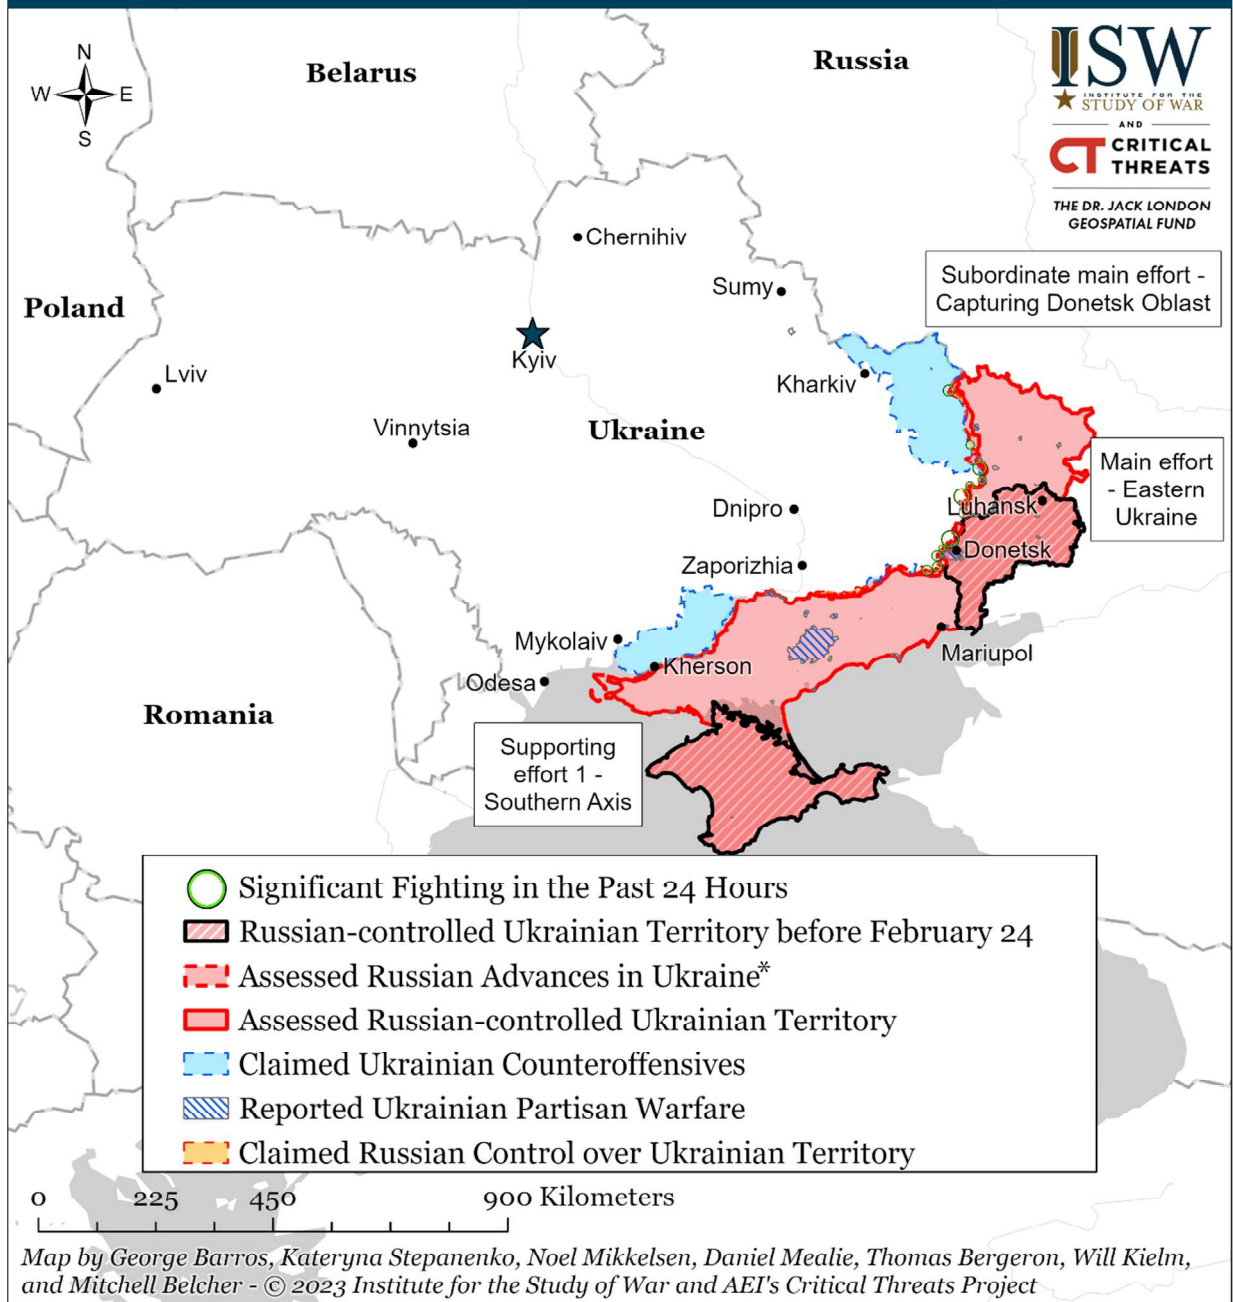 N
W
E
S
Belarus
Russia
ISW
INSTITUTE FOR THE
STUDY OF WAR
AND
CT CRITICAL
THREATS
THE DR. JACK LONDON
GEOSPATIAL FUND
Chernihiv
Subordinate main effort -
Capturing Donetsk Oblast
Sumy
Poland
Kyiv
Lviv
Kharkiv
Vinnytsia
Ukraine
Main effort
- Eastern
Ukraine
Luhansk
Dnipro
Donetsk
Zaporizhia
Mykolaiv
Mariupol
Kherson
Odesa
Romania
Supporting
effort 1 -
Southern Axis
Significant Fighting in the Past 24 Hours
Russian-controlled Ukrainian Territory before February 24
Assessed Russian Advances in Ukraine*
Assessed Russian-controlled Ukrainian Territory
Claimed Ukrainian Counteroffensives
Reported Ukrainian Partisan Warfare
Claimed Russian Control over Ukrainian Territory
0 225 450 900 Kilometers
Map by George Barros, Kateryna Stepanenko, Noel Mikkelsen, Daniel Mealie, Thomas Bergeron, Will Kielm,
and Mitchell Belcher - © 2023 Institute for the Study of War and AEI's Critical Threats Project